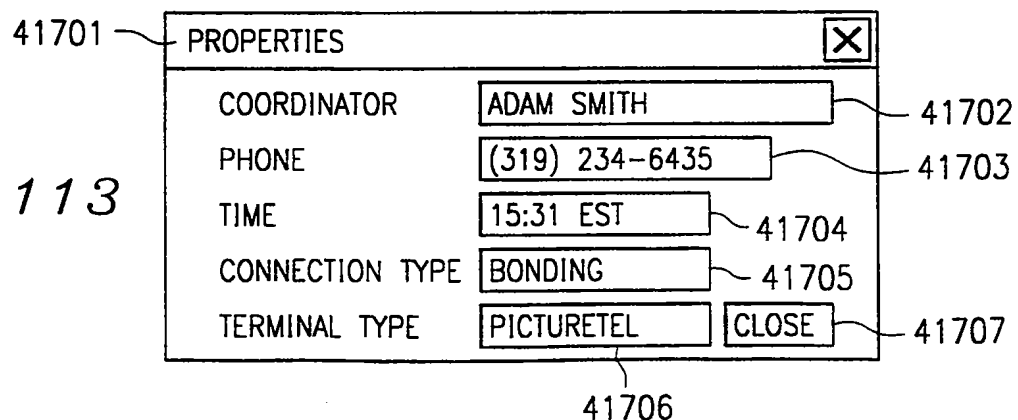 41701 PROPERTIES X
COORDINATOR ADAM SMITH 41702
PHONE (319) 234-6435 41703
113
TIME 15:31 EST 41704
CONNECTION TYPE BONDING 41705
TERMINAL TYPE PICTURETEL CLOSE 41707
41706